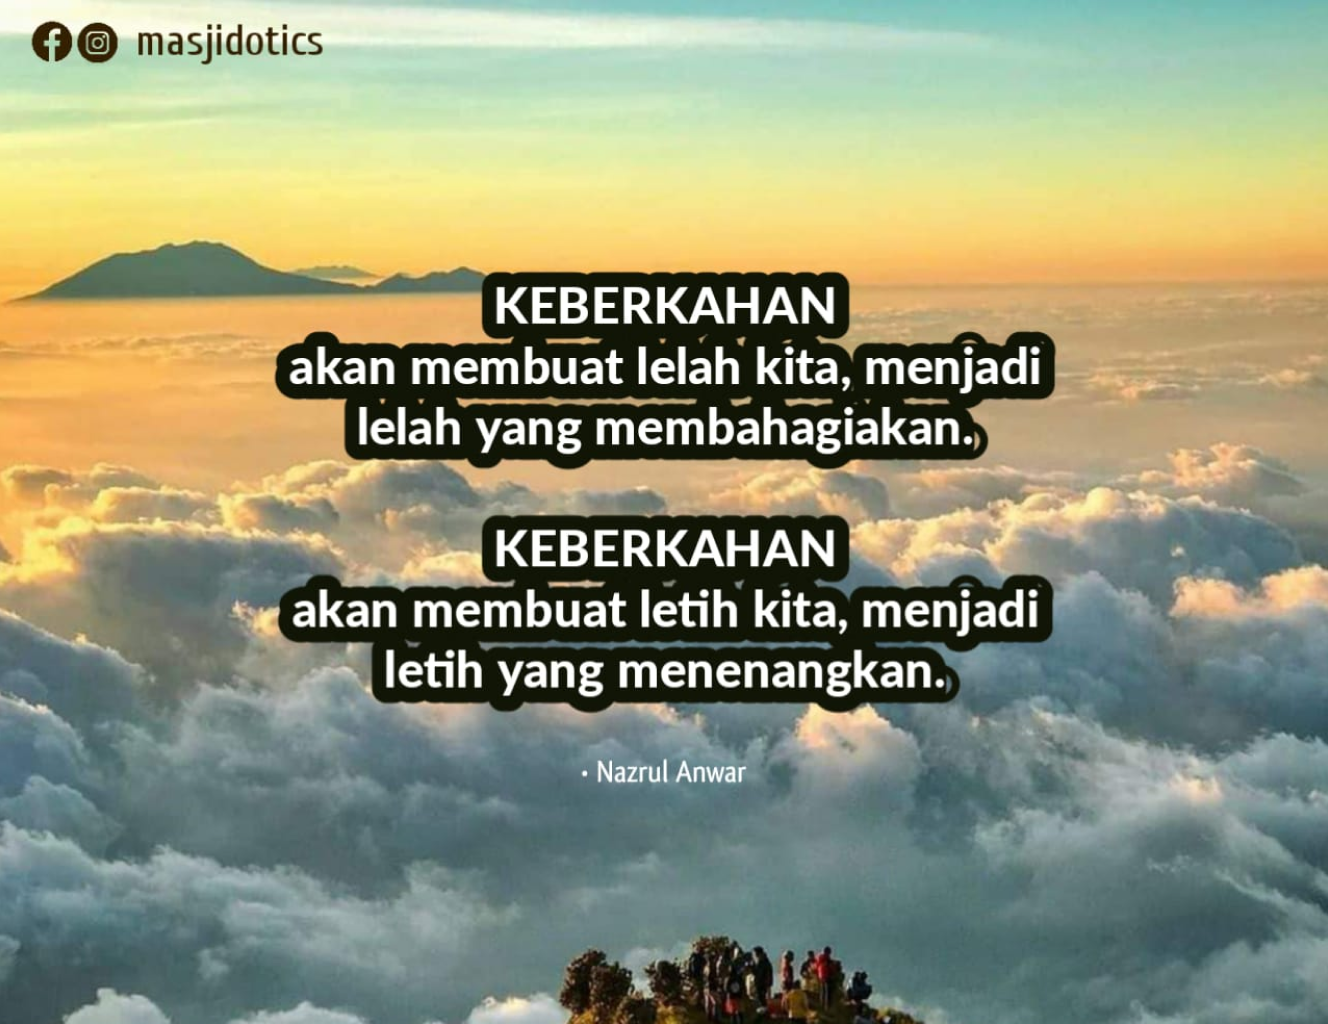 masjidotics
KEBERKAHAN
akan membuat lelah kita, menjadi
lelah yang membahagiakan.
KEBERKAHAN
akan membuat letih kita, menjadi
letih yang menenangkan.
• Nazrul Anwar